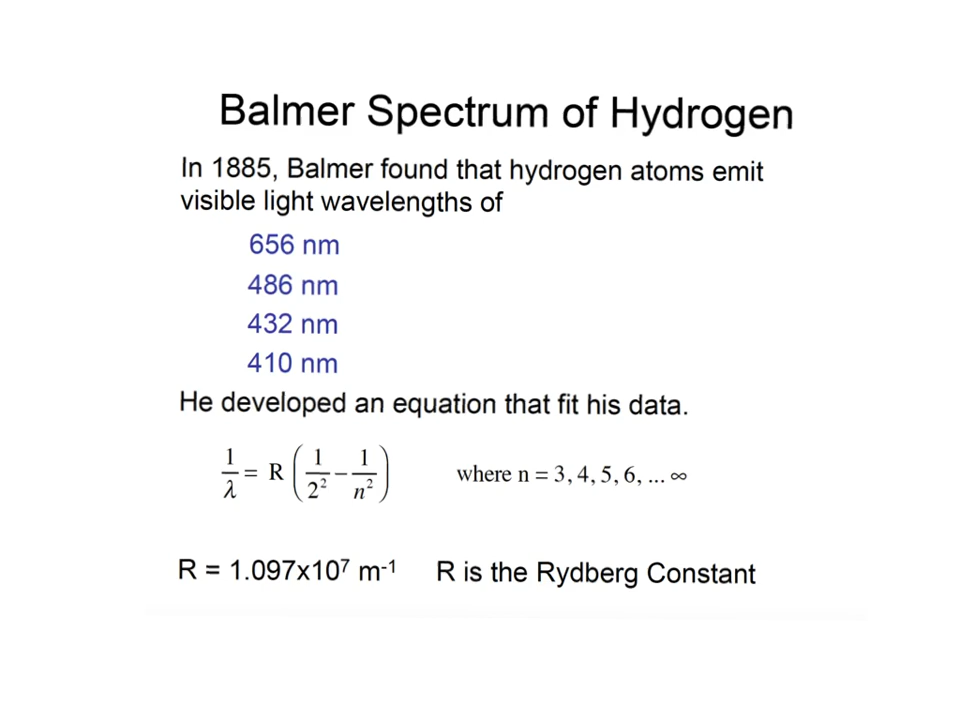 Balmer Spectrum of Hydrogen
In 1885, Balmer found that hydrogen atoms emit
visible light wavelengths of
656 nm
486 nm
432 nm
410 nm
He developed an equation that fit his data.
1/λ = R (1/2² − 1/n²) where n = 3, 4, 5, 6, ... ∞
R = 1.097x10⁷ m⁻¹ R is the Rydberg Constant